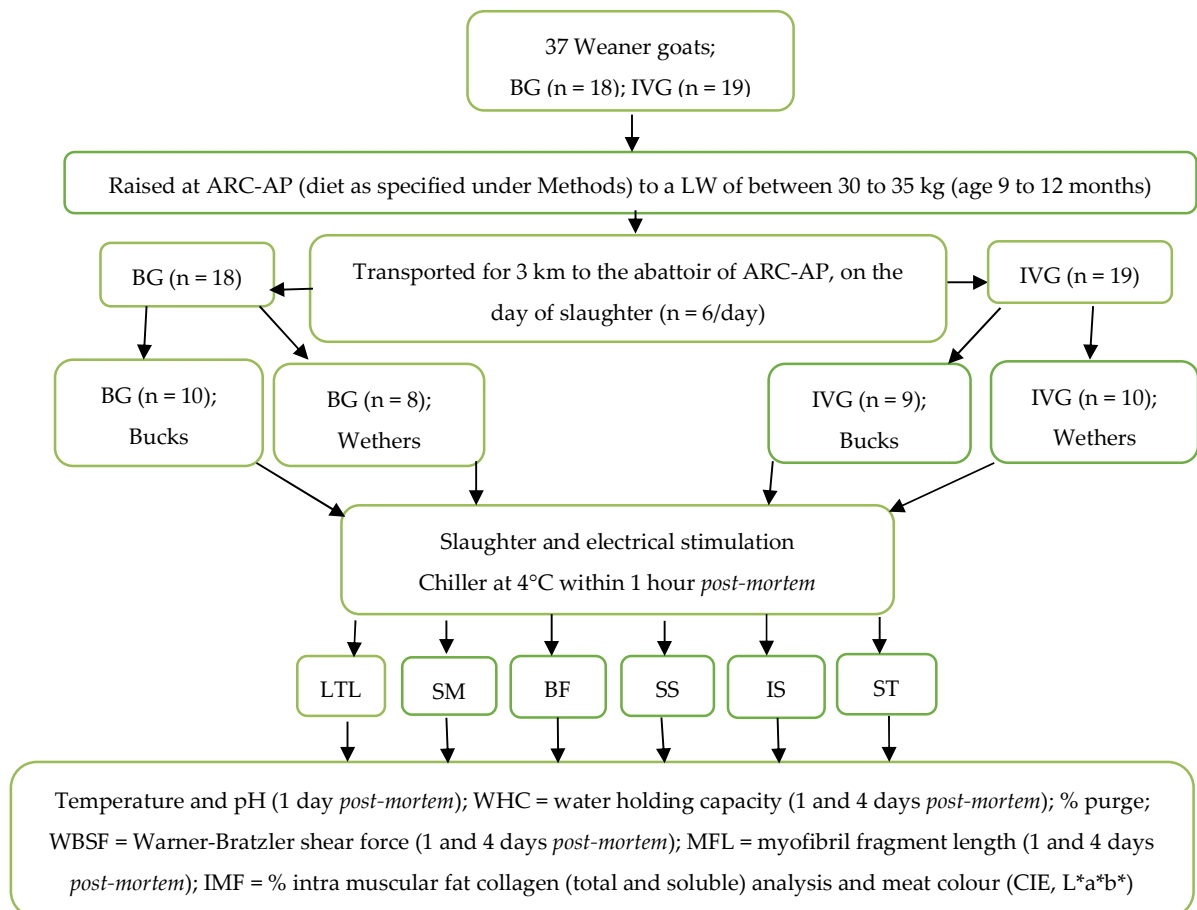 37 Weaner goats;
BG (n = 18); IVG (n = 19)
Raised at ARC-AP (diet as specified under Methods) to a LW of between 30 to 35 kg (age 9 to 12 months)
BG (n = 18)
Transported for 3 km to the abattoir of ARC-AP, on the
day of slaughter (n = 6/day)
IVG (n = 19)
BG (n = 10);
Bucks
BG (n = 8);
Wethers
IVG (n = 9);
Bucks
IVG (n = 10);
Wethers
Slaughter and electrical stimulation
Chiller at 4°C within 1 hour post-mortem
LTL
SM
BF
SS
IS
ST
Temperature and pH (1 day post-mortem); WHC = water holding capacity (1 and 4 days post-mortem); % purge;
WBSF = Warner-Bratzler shear force (1 and 4 days post-mortem); MFL = myofibril fragment length (1 and 4 days
post-mortem); IMF = % intra muscular fat collagen (total and soluble) analysis and meat colour (CIE, L*a*b*)